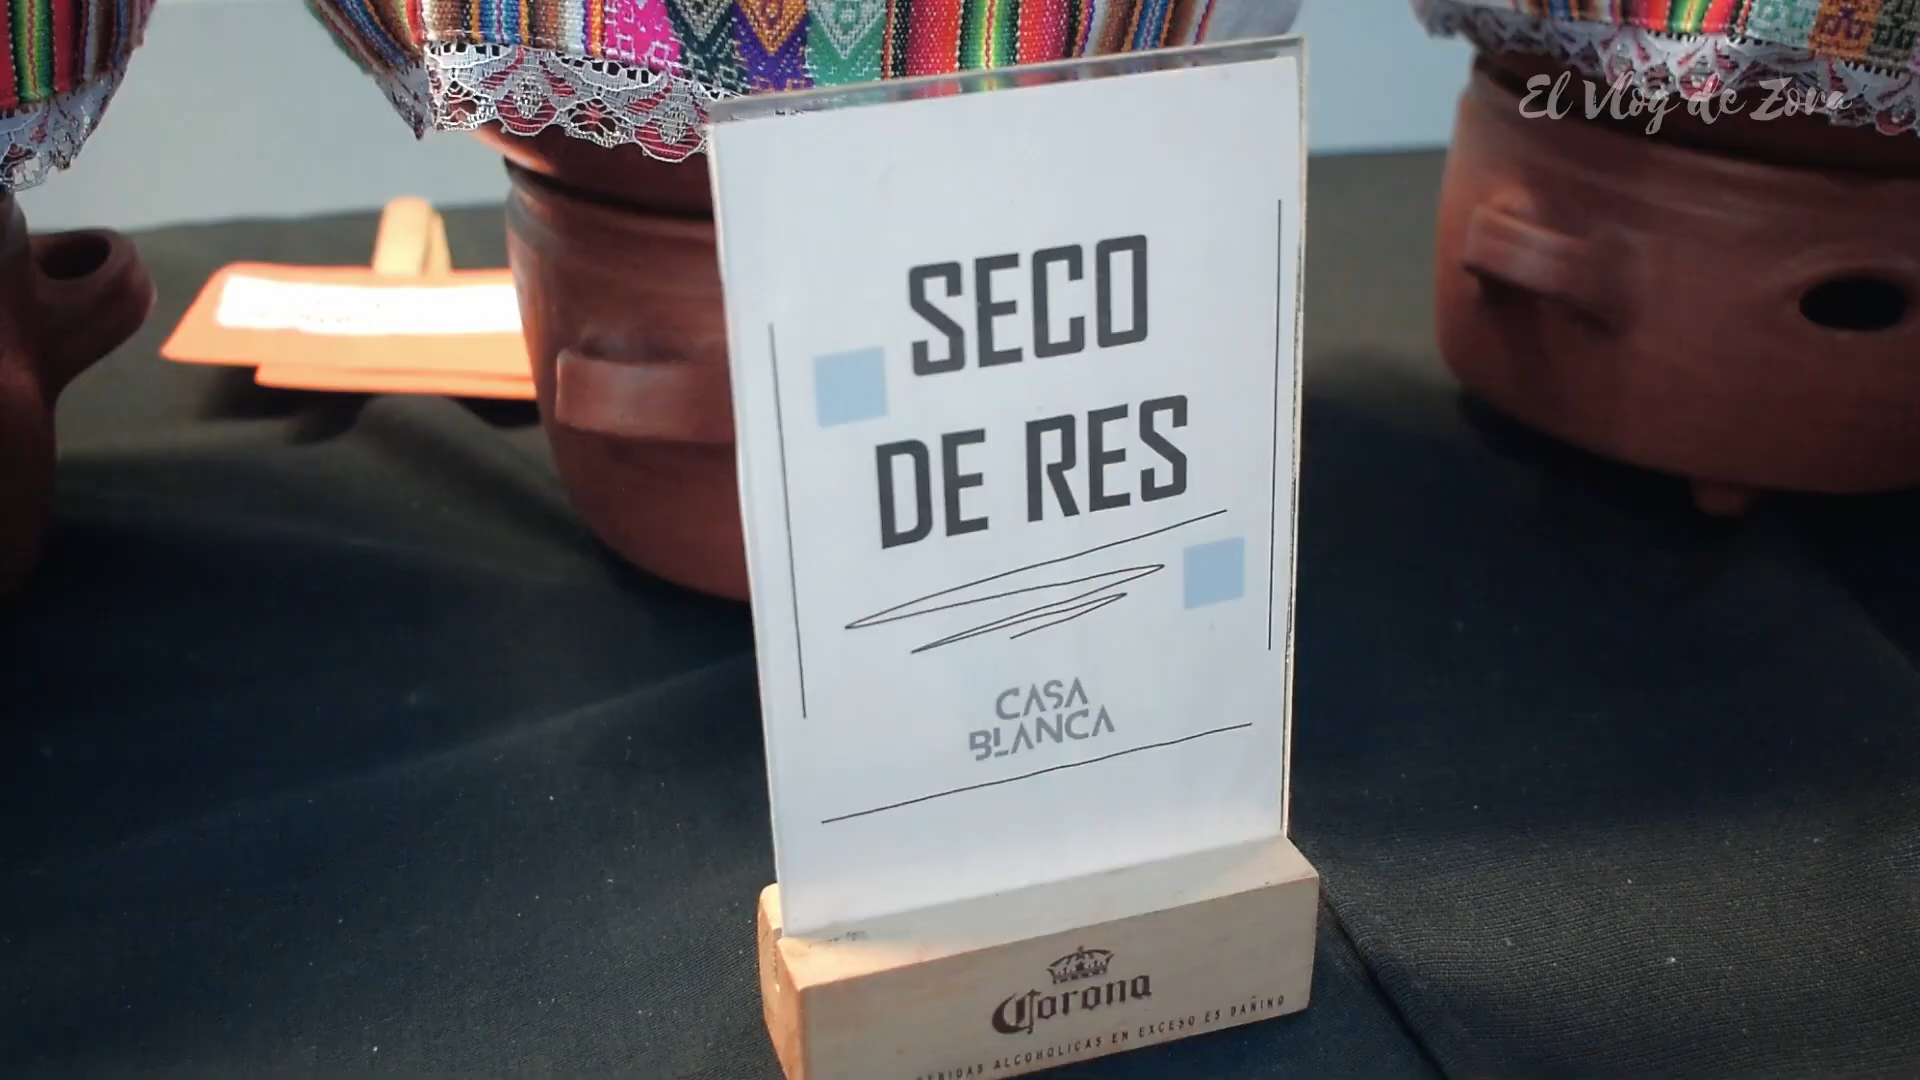 El Vlog de Zora
SECO
DE RES
CASA
BLANCA
Corona
BEBIDAS ALCOHOLICAS EN EXCESO ES DAÑINO